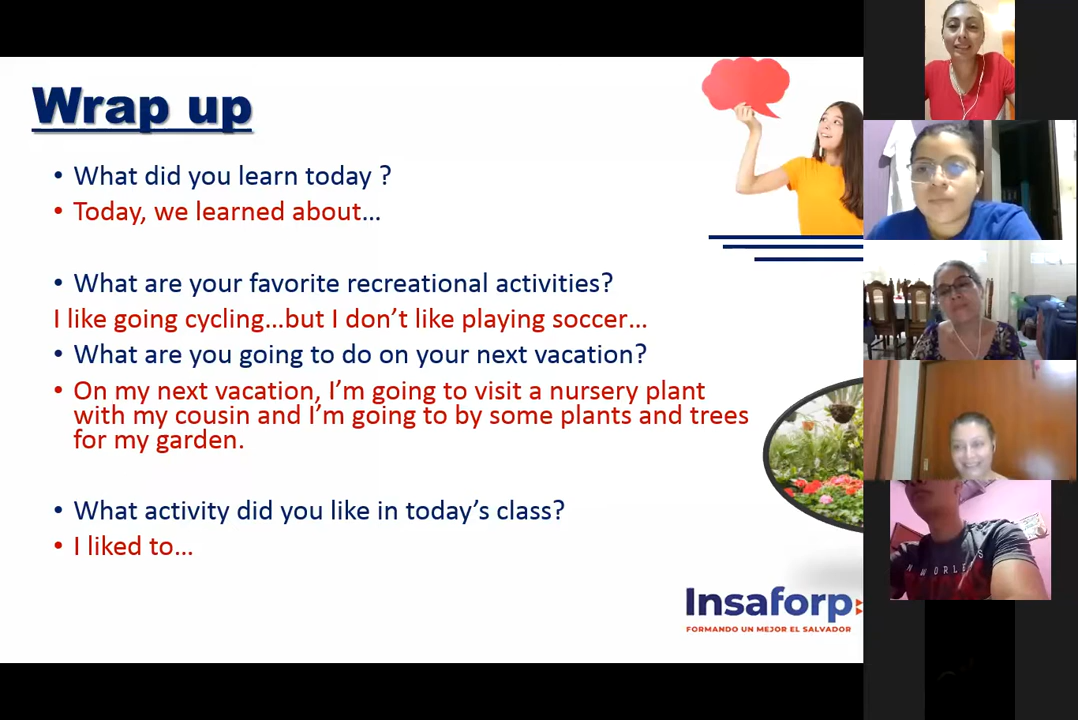 Wrap up
• What did you learn today ?
• Today, we learned about…
• What are your favorite recreational activities?
I like going cycling…but I don't like playing soccer…
• What are you going to do on your next vacation?
• On my next vacation, I'm going to visit a nursery plant
with my cousin and I'm going to by some plants and trees
for my garden.
• What activity did you like in today's class?
• I liked to…
Insaforp
FORMANDO UN MEJOR EL SALVADOR